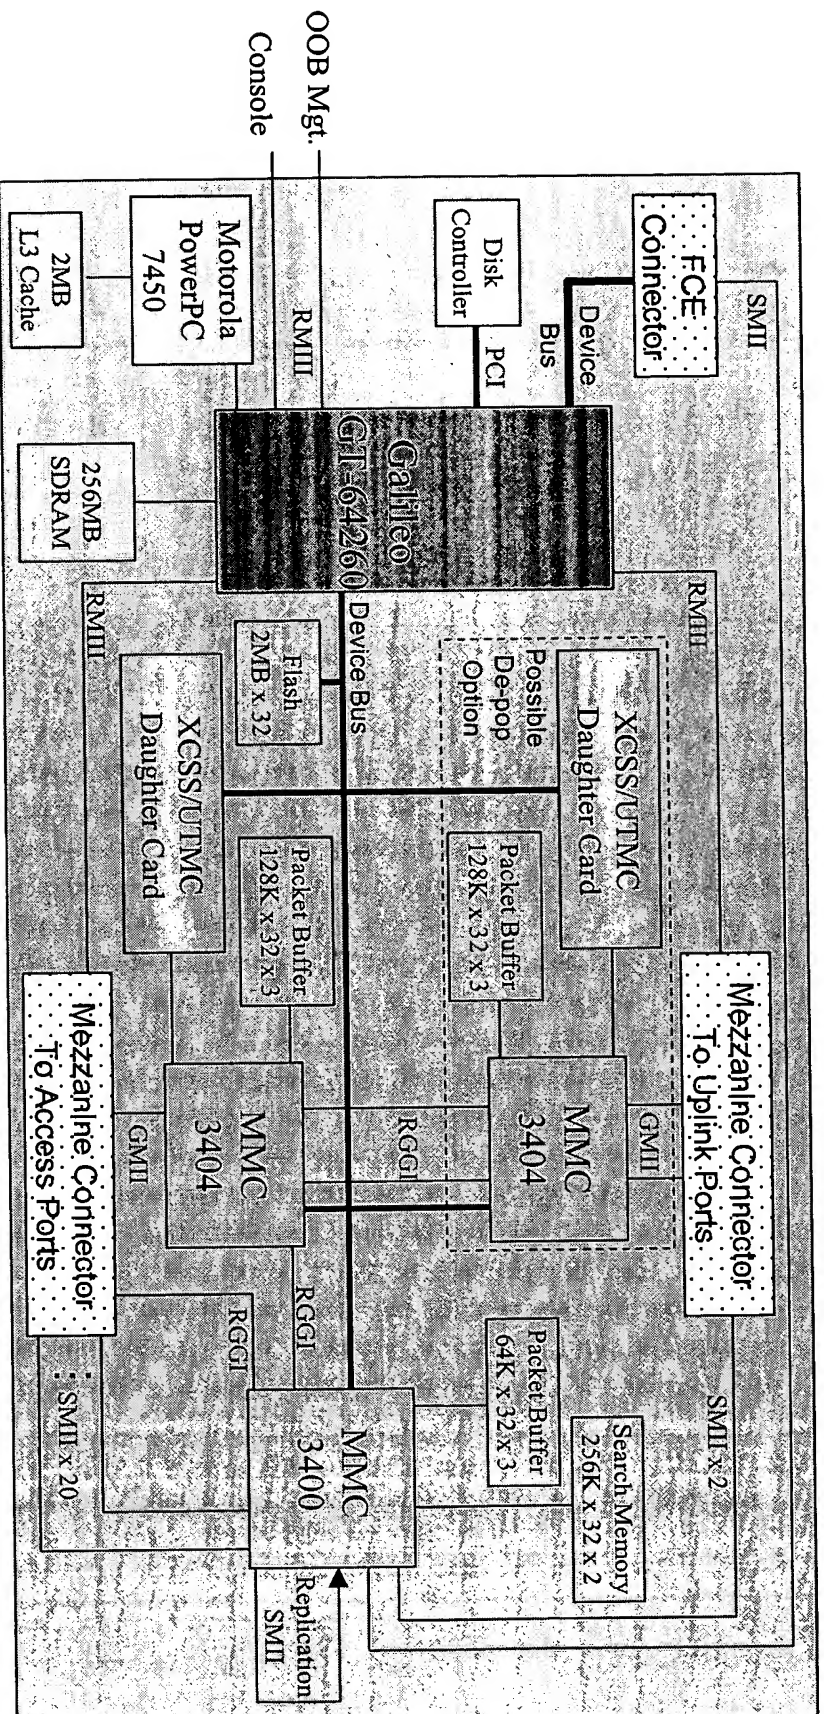 OOB Mgt.
Console
FCE
Connector
SMII
Device
Bus
Disk
Controller
PCI
RMIII
Motorola
PowerPC
7450
2MB
L3 Cache
Galileo
GT-64260
256MB
SDRAM
RMIII
RMIII
Device Bus
Flash
2MB x 32
Possible
De-pop
Option
XCSS/UTMC
Daughter Card
XCSS/UTMC
Daughter Card
Packet Buffer
128K x 32 x 3
Packet Buffer
128K x 32 x 3
Mezzanine Connector
To Uplink Ports
GMII
MMC
3404
RGGI
MMC
3404
GMII
Mezzanine Connector
To Access Ports
RGGI
RGGI
SMII x 2
Packet Buffer
64K x 32 x 3
Search Memory
256K x 32 x 2
MMC
3400
... SMII x 20
Replication
SMII